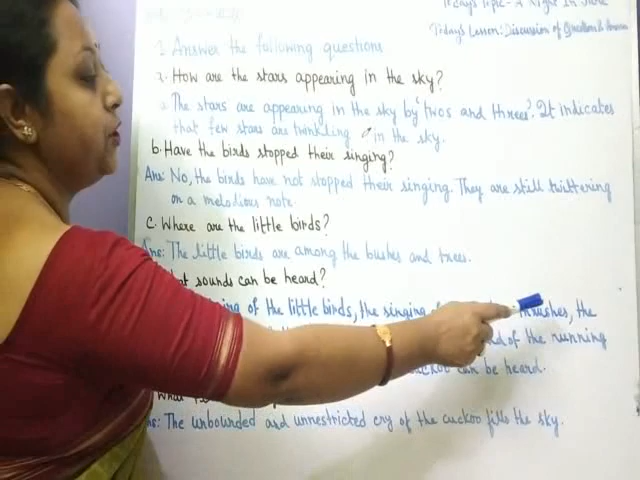 Today's Topic - A Night In June
Today's Lesson: Discussion of Question & Answers
1. Answer the following questions
a. How are the stars appearing in the sky?
The stars are appearing in the sky by 'twos and threes'. It indicates
that few stars are twinkling in the sky.
b. Have the birds stopped their singing?
Ans: No, the birds have not stopped their singing. They are still twittering
on a melodious note.
c. Where are the little birds?
Ans: The little birds are among the bushes and trees.
sounds can be heard?
of the little birds, the singing thrushes, the
of the running
can be heard.
What
Ans: The unbounded and unrestricted cry of the cuckoo fills the sky.